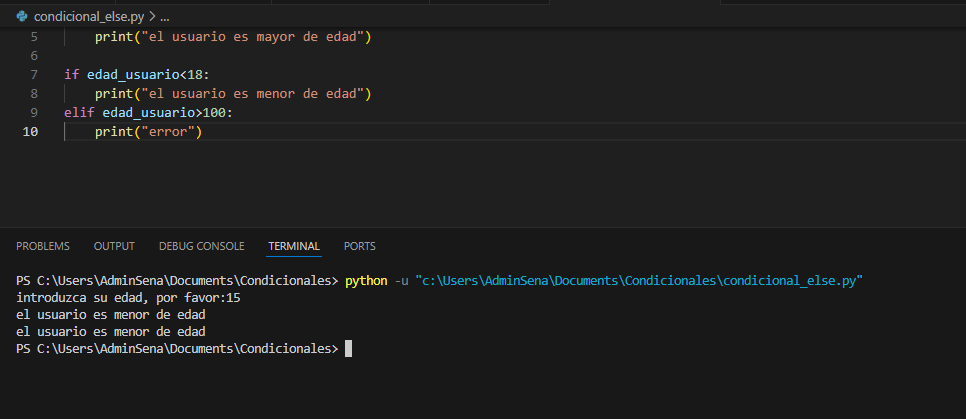 condicional_else.py > ...
5 print("el usuario es mayor de edad")
6
7 if edad_usuario<18:
8 print("el usuario es menor de edad")
9 elif edad_usuario>100:
10 print("error")
PROBLEMS OUTPUT DEBUG CONSOLE TERMINAL PORTS
PS C:\Users\AdminSena\Documents\Condicionales> python -u "c:\Users\AdminSena\Documents\Condicionales\condicional_else.py"
introduzca su edad, por favor:15
el usuario es menor de edad
el usuario es menor de edad
PS C:\Users\AdminSena\Documents\Condicionales>